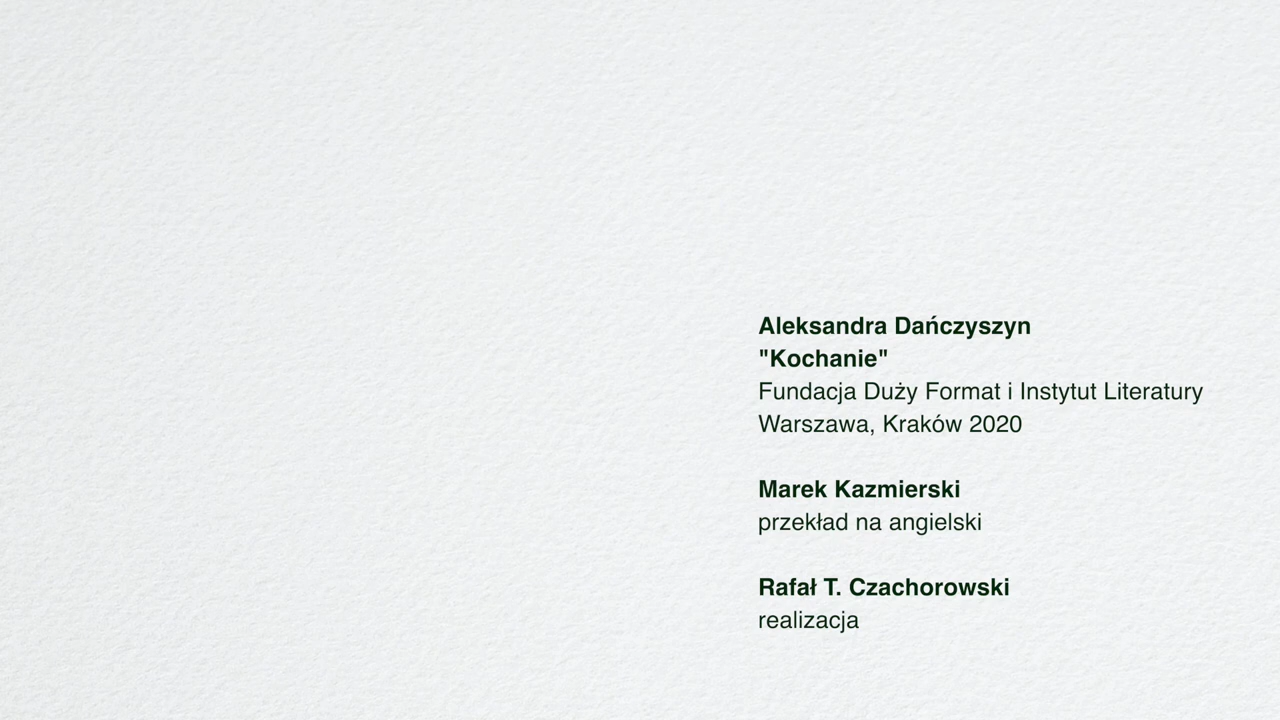 Aleksandra Dańczyszyn
"Kochanie"
Fundacja Duży Format i Instytut Literatury
Warszawa, Kraków 2020
Marek Kazmierski
przekład na angielski
Rafał T. Czachorowski
realizacja